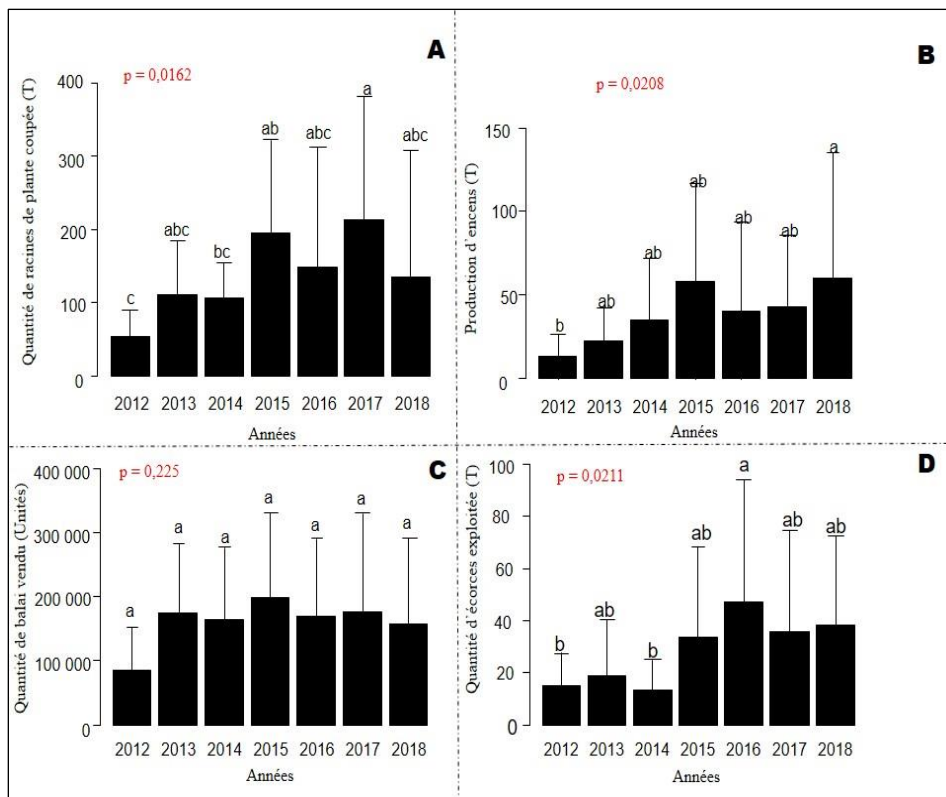 A
p = 0,0162
Quantité de racines de plante coupée (T)
400
300
200
100
0
c
abc
bc
ab
abc
a
abc
2012 2013 2014 2015 2016 2017 2018
Années
B
p = 0,0208
Production d'encens (T)
150
100
50
0
b
ab
ab
ab
ab
ab
a
2012 2013 2014 2015 2016 2017 2018
Années
C
p = 0,225
Quantité de balai vendu (Unités)
400 000
300 000
200 000
100 000
0
a
a
a
a
a
a
a
2012 2013 2014 2015 2016 2017 2018
Années
D
p = 0,0211
Quantité d'écorces exploitée (T)
100
80
60
40
20
0
b
ab
b
ab
a
ab
ab
2012 2013 2014 2015 2016 2017 2018
Années